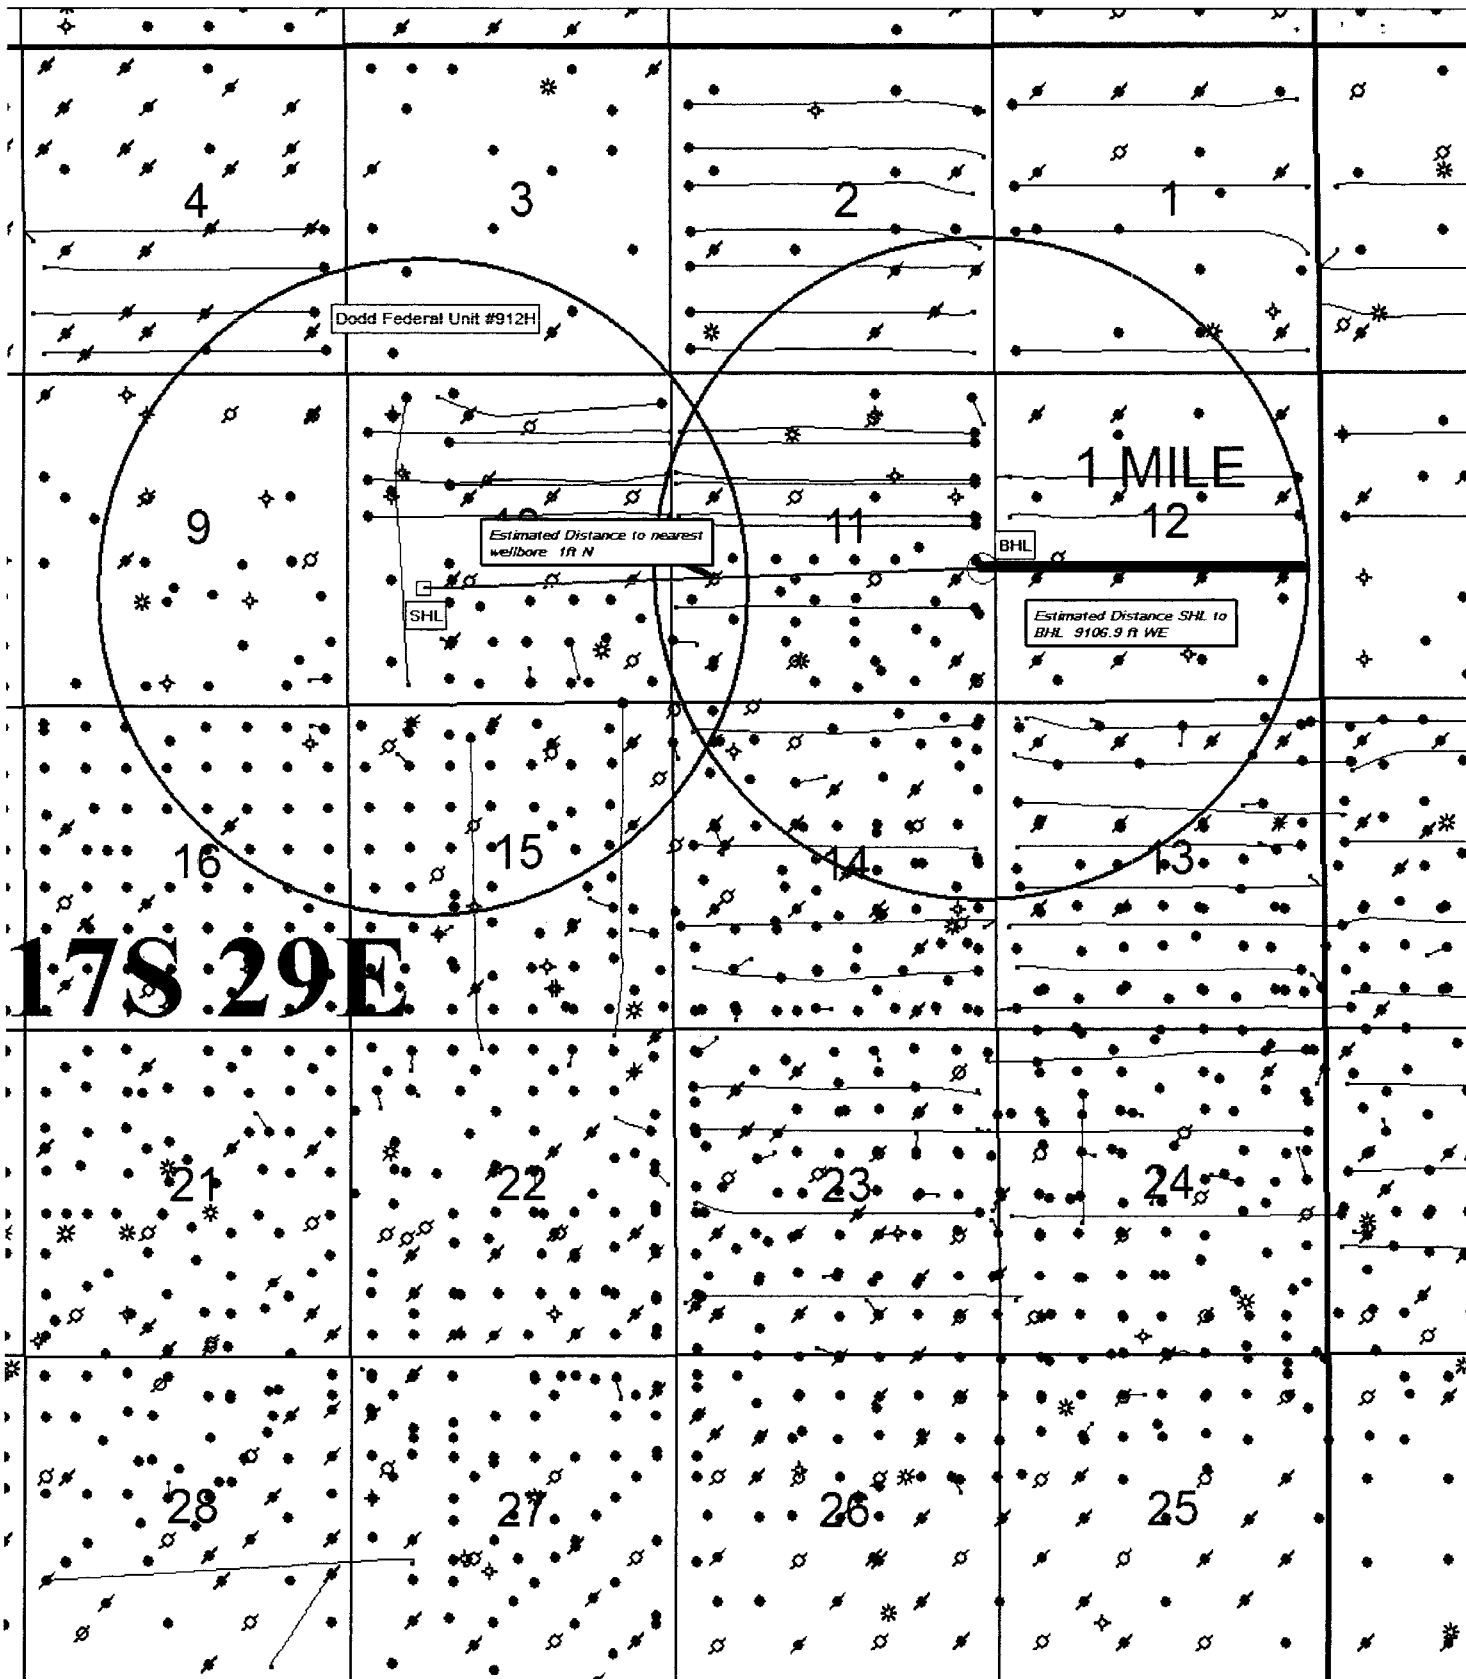 4
3
2
1
Dodd Federal Unit #912H
1 MILE
9
10
11
12
Estimated Distance to nearest
wellbore 1ft N
BHL
SHL
Estimated Distance SHL to
BHL 9106.9 ft WE
16
15
14
13
17S 29E
21
22
23
24
28
27
26
25